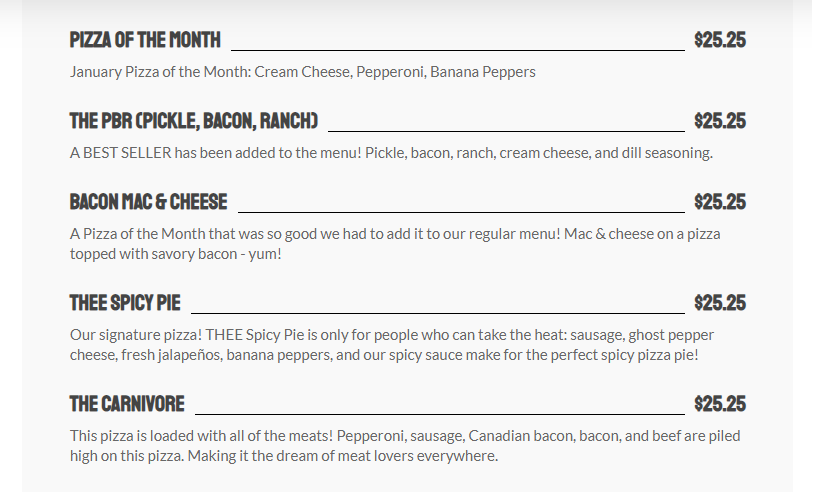 PIZZA OF THE MONTH $25.25
January Pizza of the Month: Cream Cheese, Pepperoni, Banana Peppers
THE PBR (PICKLE, BACON, RANCH) $25.25
A BEST SELLER has been added to the menu! Pickle, bacon, ranch, cream cheese, and dill seasoning.
BACON MAC & CHEESE $25.25
A Pizza of the Month that was so good we had to add it to our regular menu! Mac & cheese on a pizza
topped with savory bacon - yum!
THEE SPICY PIE $25.25
Our signature pizza! THEE Spicy Pie is only for people who can take the heat: sausage, ghost pepper
cheese, fresh jalapeños, banana peppers, and our spicy sauce make for the perfect spicy pizza pie!
THE CARNIVORE $25.25
This pizza is loaded with all of the meats! Pepperoni, sausage, Canadian bacon, bacon, and beef are piled
high on this pizza. Making it the dream of meat lovers everywhere.